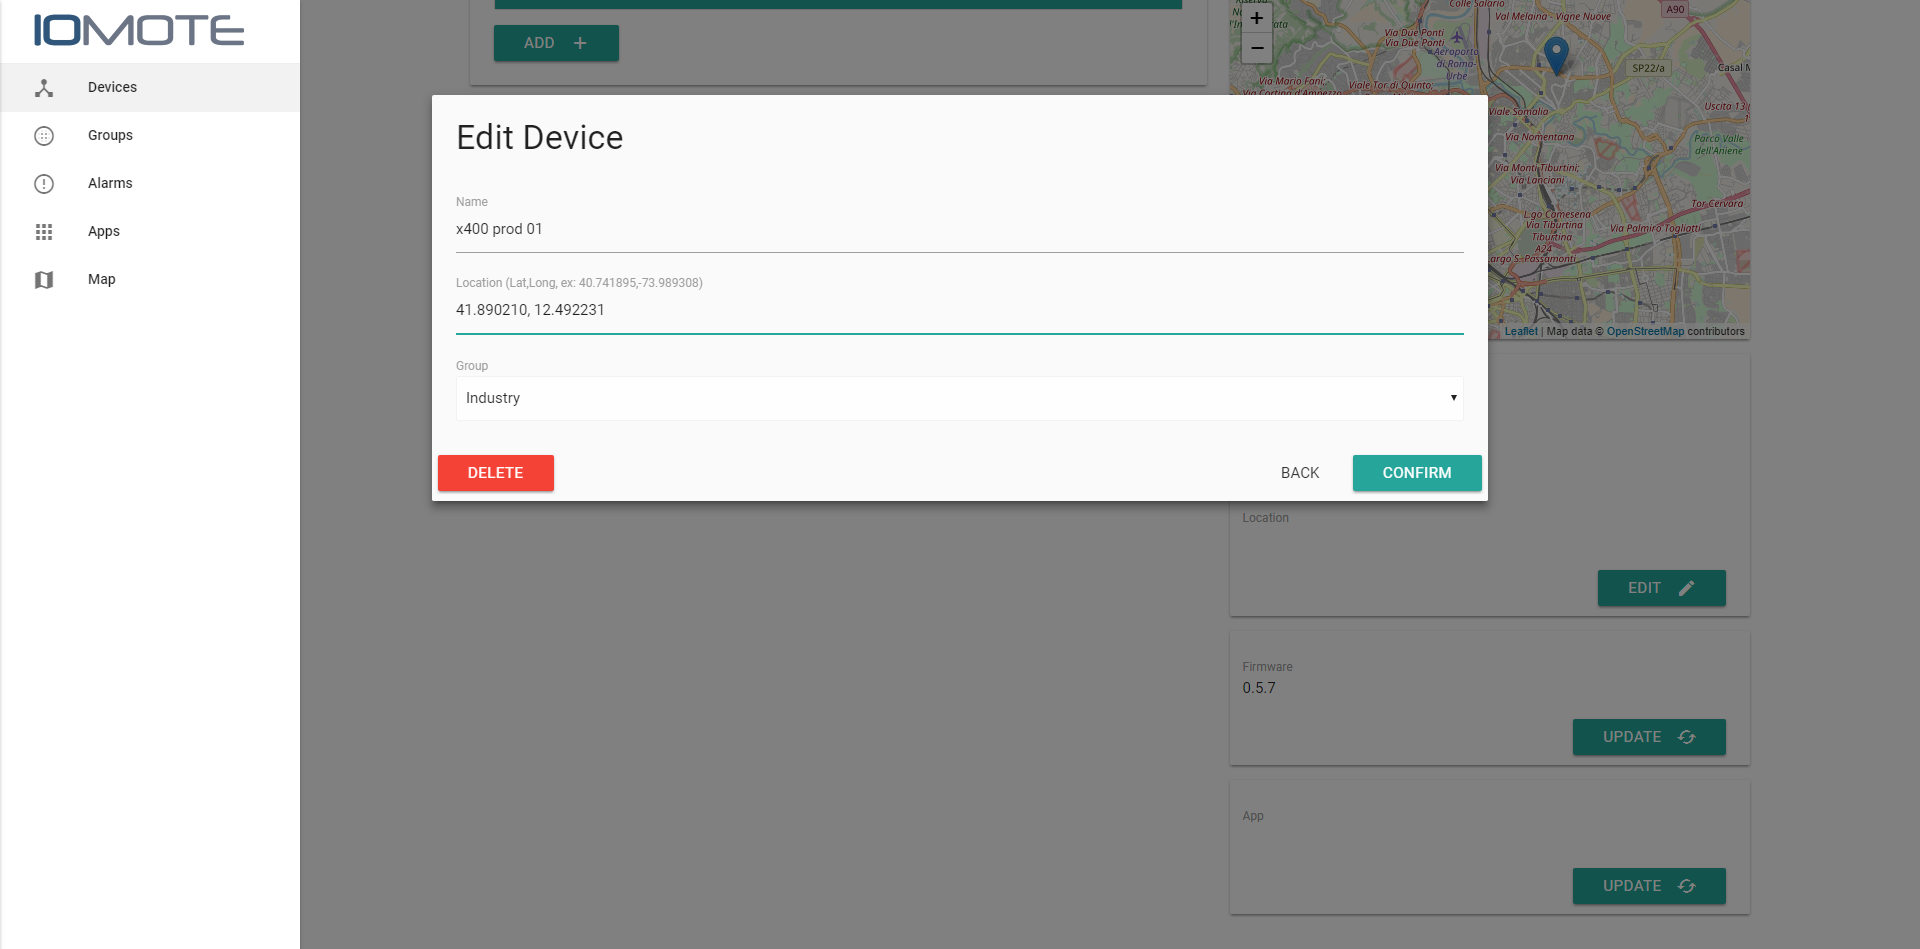 IOMOTE
Devices
Groups
Alarms
Apps
Map
ADD +
Edit Device
Name
x400 prod 01
Location (Lat,Long, ex: 40.741895,-73.989308)
41.890210, 12.492231
Group
Industry
DELETE
BACK
CONFIRM
+
−
Colle Salario
Val Melaina - Vigne Nuove
A90
Via Due Ponti
Via Due Ponti
Aeroporto
di Roma-
Urbe
SP22/a
Casal M
Via Mario Fani;
Via Cortina d'Ampezzo
Viale Tor di Quinto,
Uscita 13
Viale Somalia
Via Nomentana
Parco Valle
dell'Aniene
Via Monti Tiburtini;
Via Lanciani
Tor Cervara
L.go Camesena
Via Tiburtina
Tiburtina
A24
Largo S. Passamonti
Via Palmiro Togliatti
Leaflet | Map data © OpenStreetMap contributors
Location
EDIT
Firmware
0.5.7
UPDATE
App
UPDATE